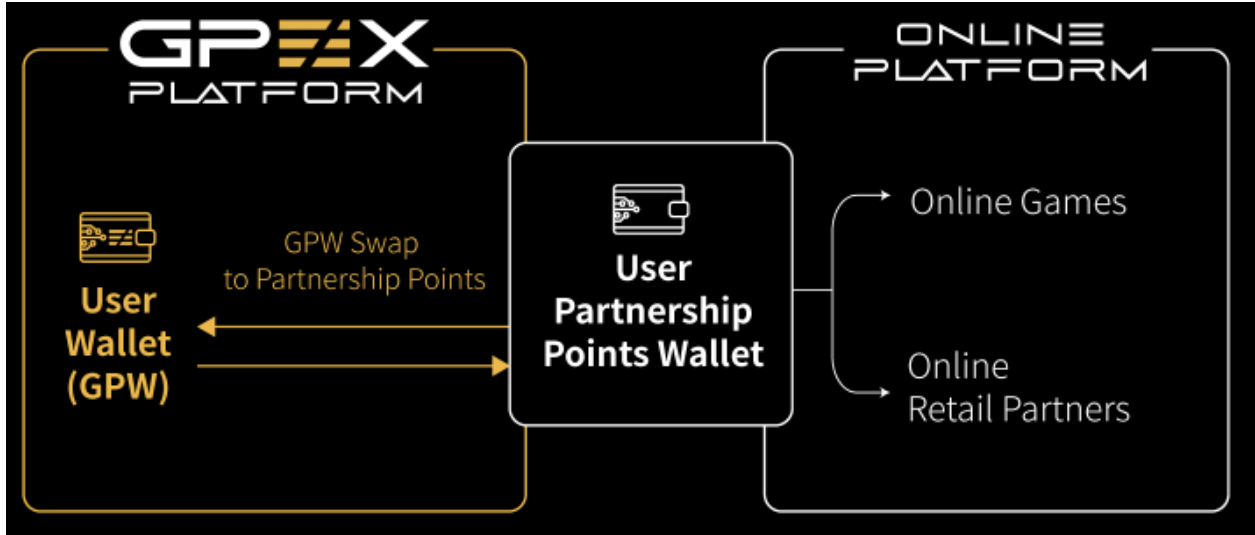 GPEX
PLATFORM
ONLINE
PLATFORM
User
Wallet
(GPW)
GPW Swap
to Partnership Points
User
Partnership
Points Wallet
Online Games
Online
Retail Partners